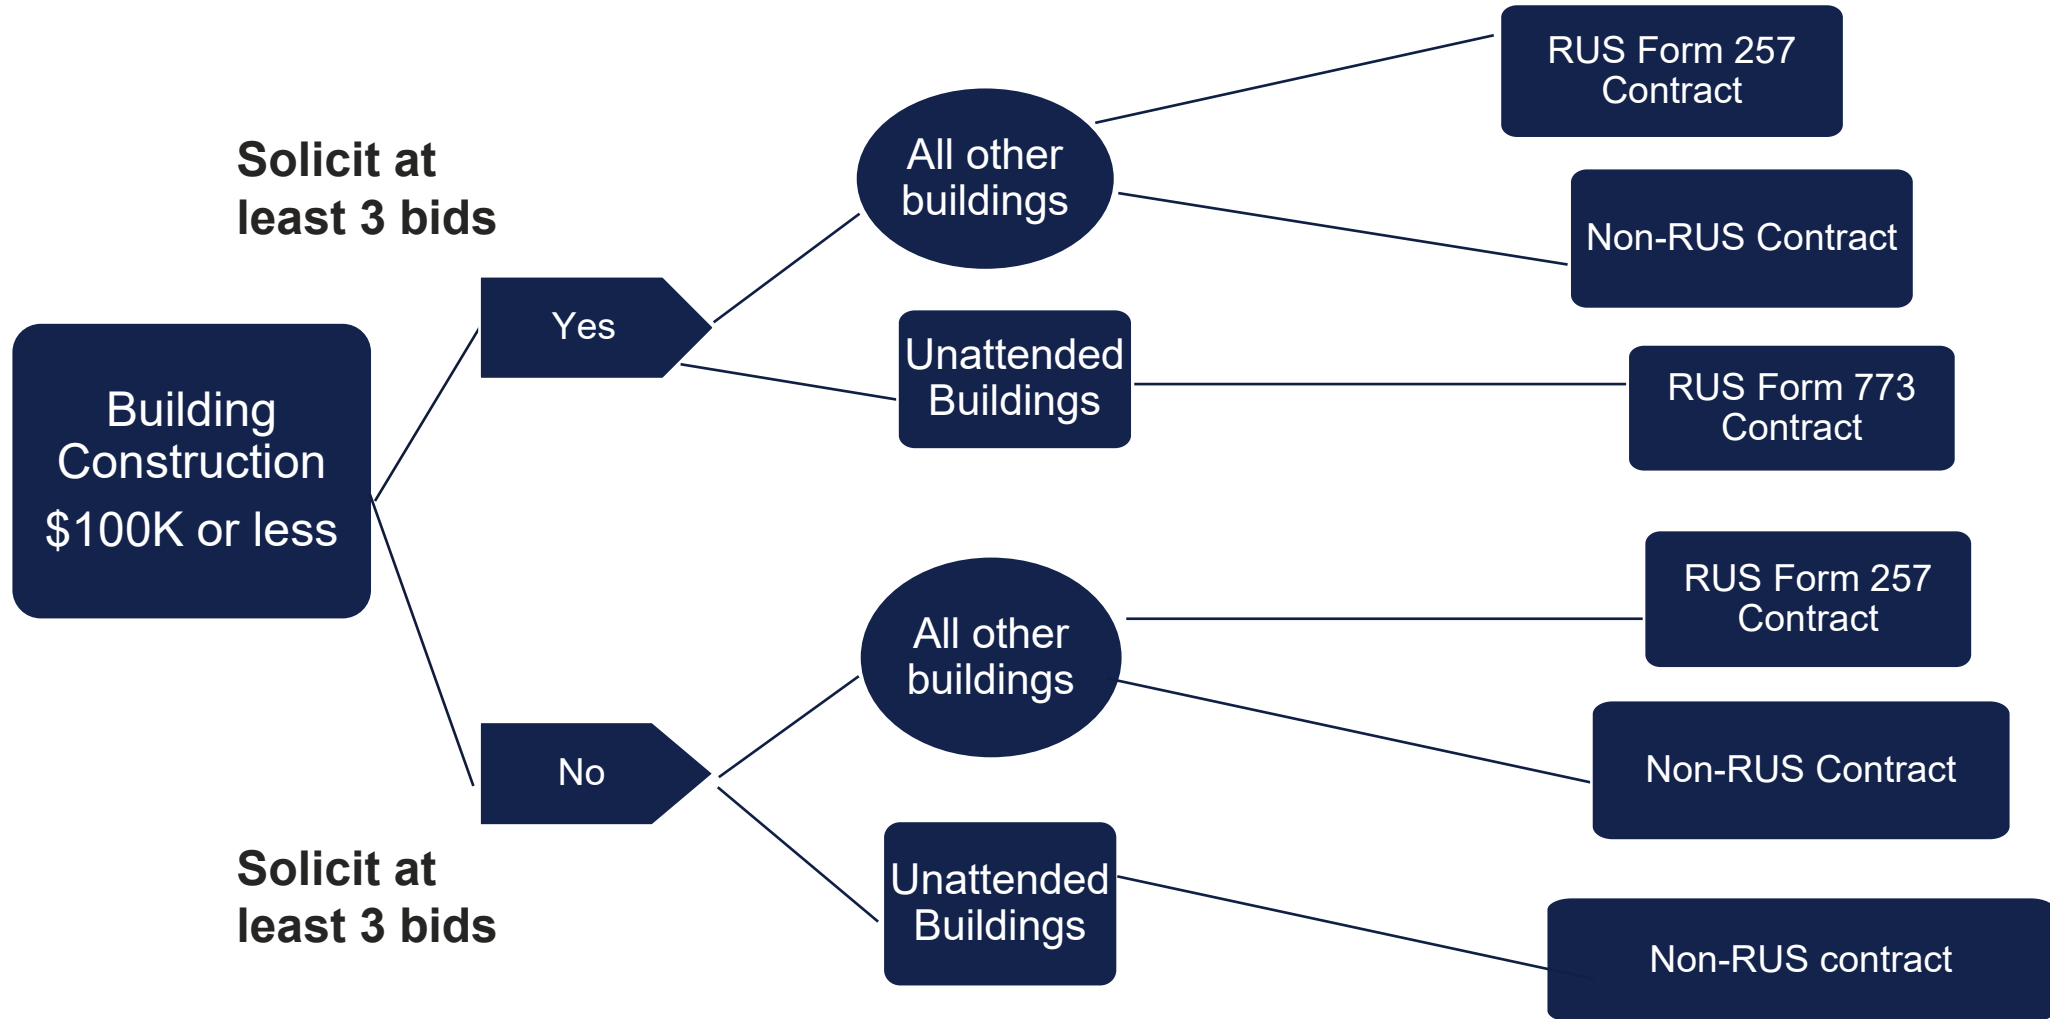 Building
Construction
$100K or less
Solicit at
least 3 bids
Yes
All other
buildings
RUS Form 257
Contract
Non-RUS Contract
Unattended
Buildings
RUS Form 773
Contract
Solicit at
least 3 bids
No
All other
buildings
RUS Form 257
Contract
Non-RUS Contract
Unattended
Buildings
Non-RUS contract